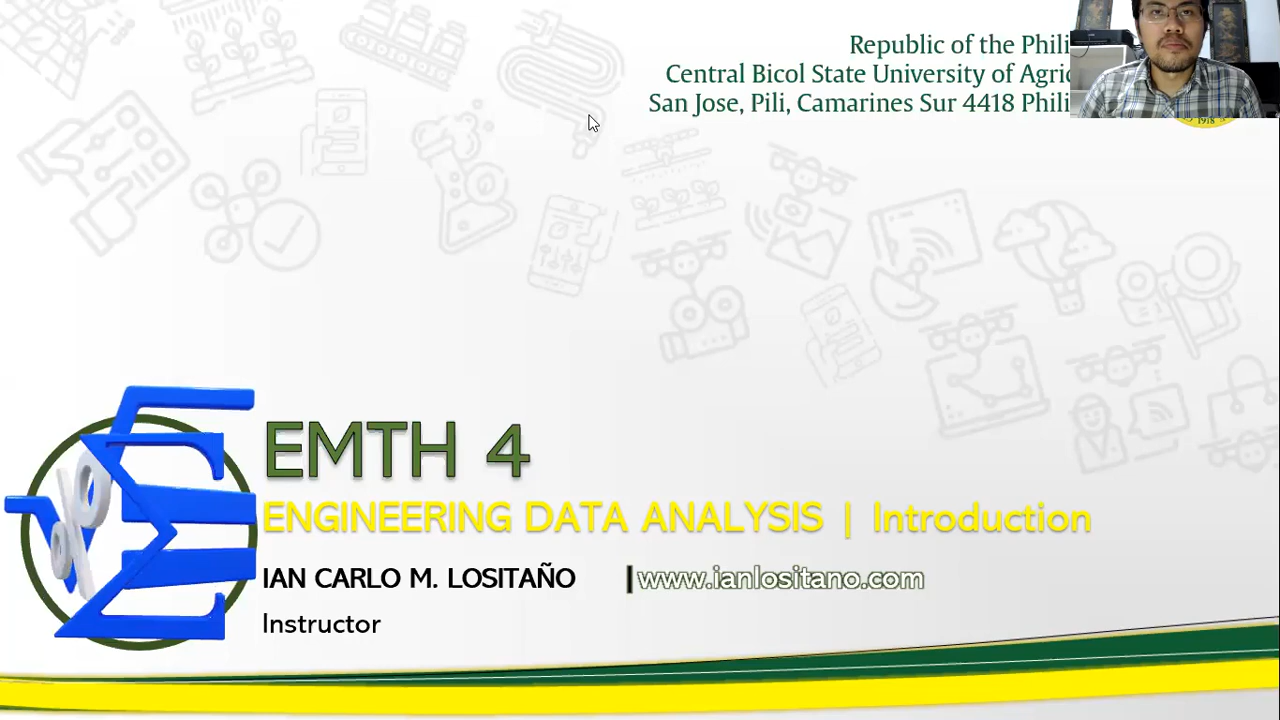 Republic of the Phili
Central Bicol State University of Agric
San Jose, Pili, Camarines Sur 4418 Phili
1918
EMTH 4
ENGINEERING DATA ANALYSIS | Introduction
IAN CARLO M. LOSITAÑO |www.ianlositano.com
Instructor